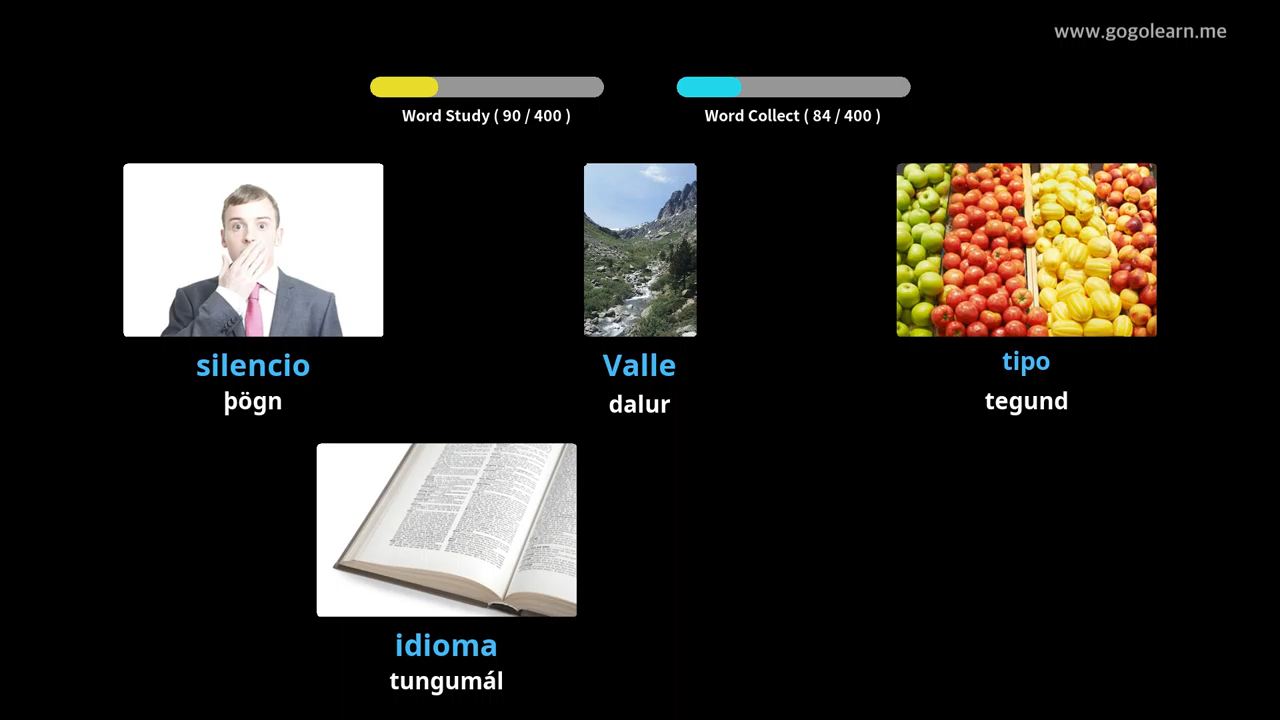 www.gogolearn.me
Word Study ( 90 / 400 )
Word Collect ( 84 / 400 )
silencio
þögn
Valle
dalur
tipo
tegund
idioma
tungumál